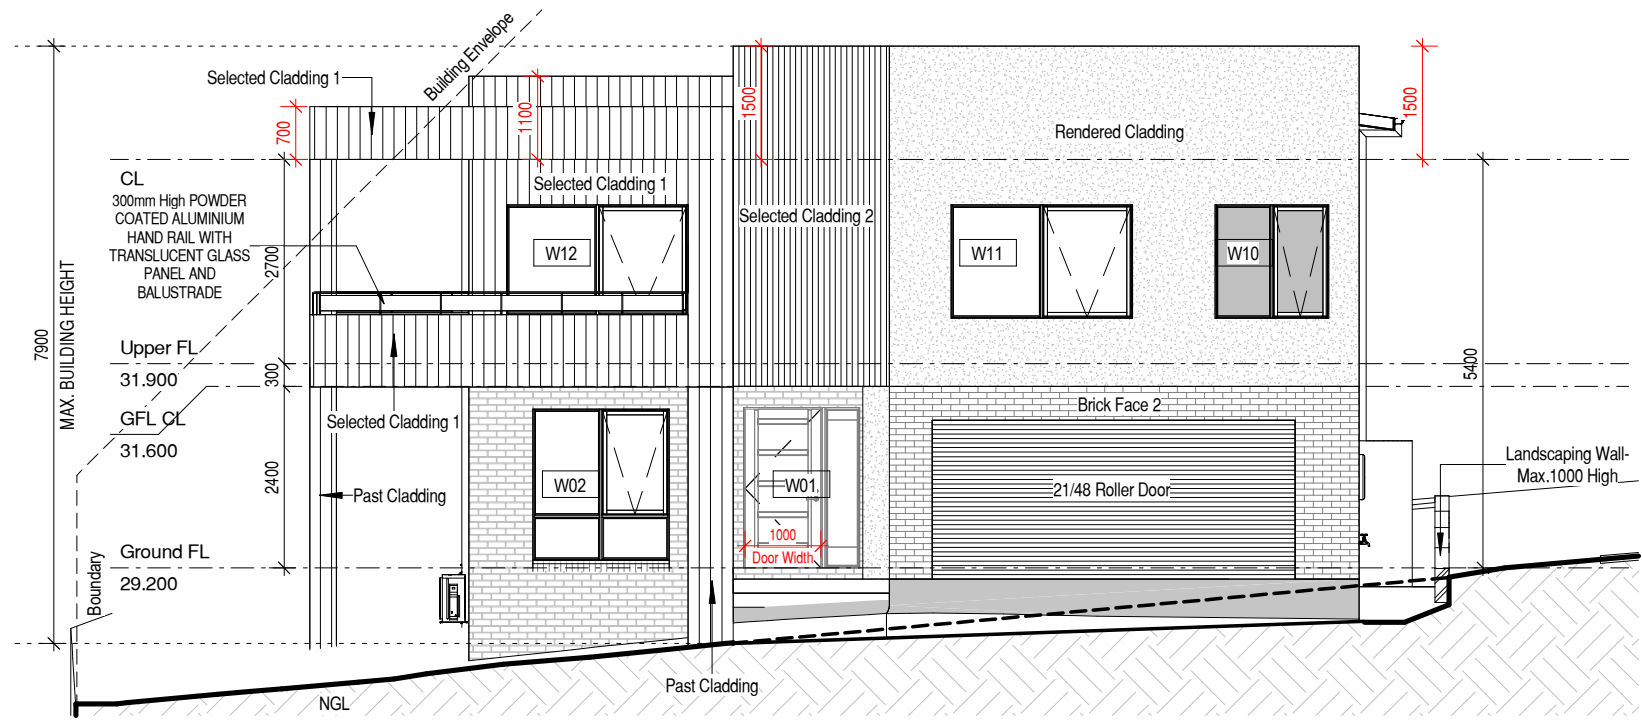 Building Envelope
Selected Cladding 1
700
1100
1500
1500
Rendered Cladding
CL
300mm High POWDER
COATED ALUMINIUM
HAND RAIL WITH
TRANSLUCENT GLASS
PANEL AND
BALUSTRADE
2700
Selected Cladding 1
Selected Cladding 2
W12
W11
W10
7900
MAX. BUILDING HEIGHT
Upper FL
31.900
300
5400
GFL CL
31.600
Selected Cladding 1
Brick Face 2
2400
Past Cladding
W02
W01
21/48 Roller Door
Landscaping Wall-
Max.1000 High
1000
Door Width
Ground FL
29.200
Boundary
Past Cladding
NGL